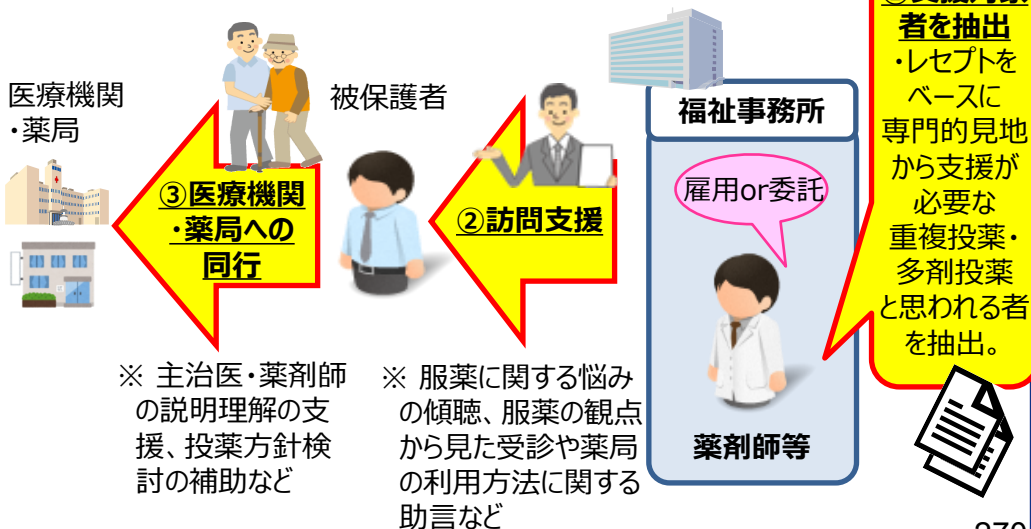 医療機関
・薬局
③医療機関
・薬局への
同行
※ 主治医・薬剤師
の説明理解の支
援、投薬方針検
討の補助など
被保護者
②訪問支援
※ 服薬に関する悩み
の傾聴、服薬の観点
から見た受診や薬局
の利用方法に関する
助言など
福祉事務所
雇用or委託
薬剤師等
者を抽出
・レセプトを
ベースに
専門的見地
から支援が
必要な
重複投薬・
多剤投薬
と思われる者
を抽出。